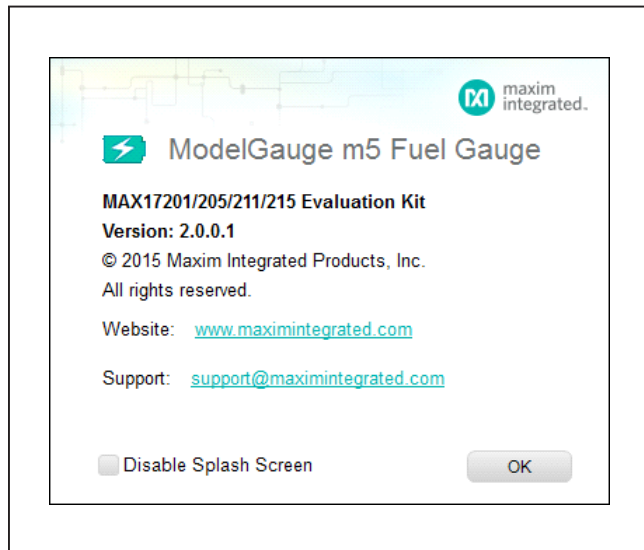 maxim
integrated™
ModelGauge m5 Fuel Gauge
MAX17201/205/211/215 Evaluation Kit
Version: 2.0.0.1
© 2015 Maxim Integrated Products, Inc.
All rights reserved.
Website: www.maximintegrated.com
Support: support@maximintegrated.com
Disable Splash Screen
OK